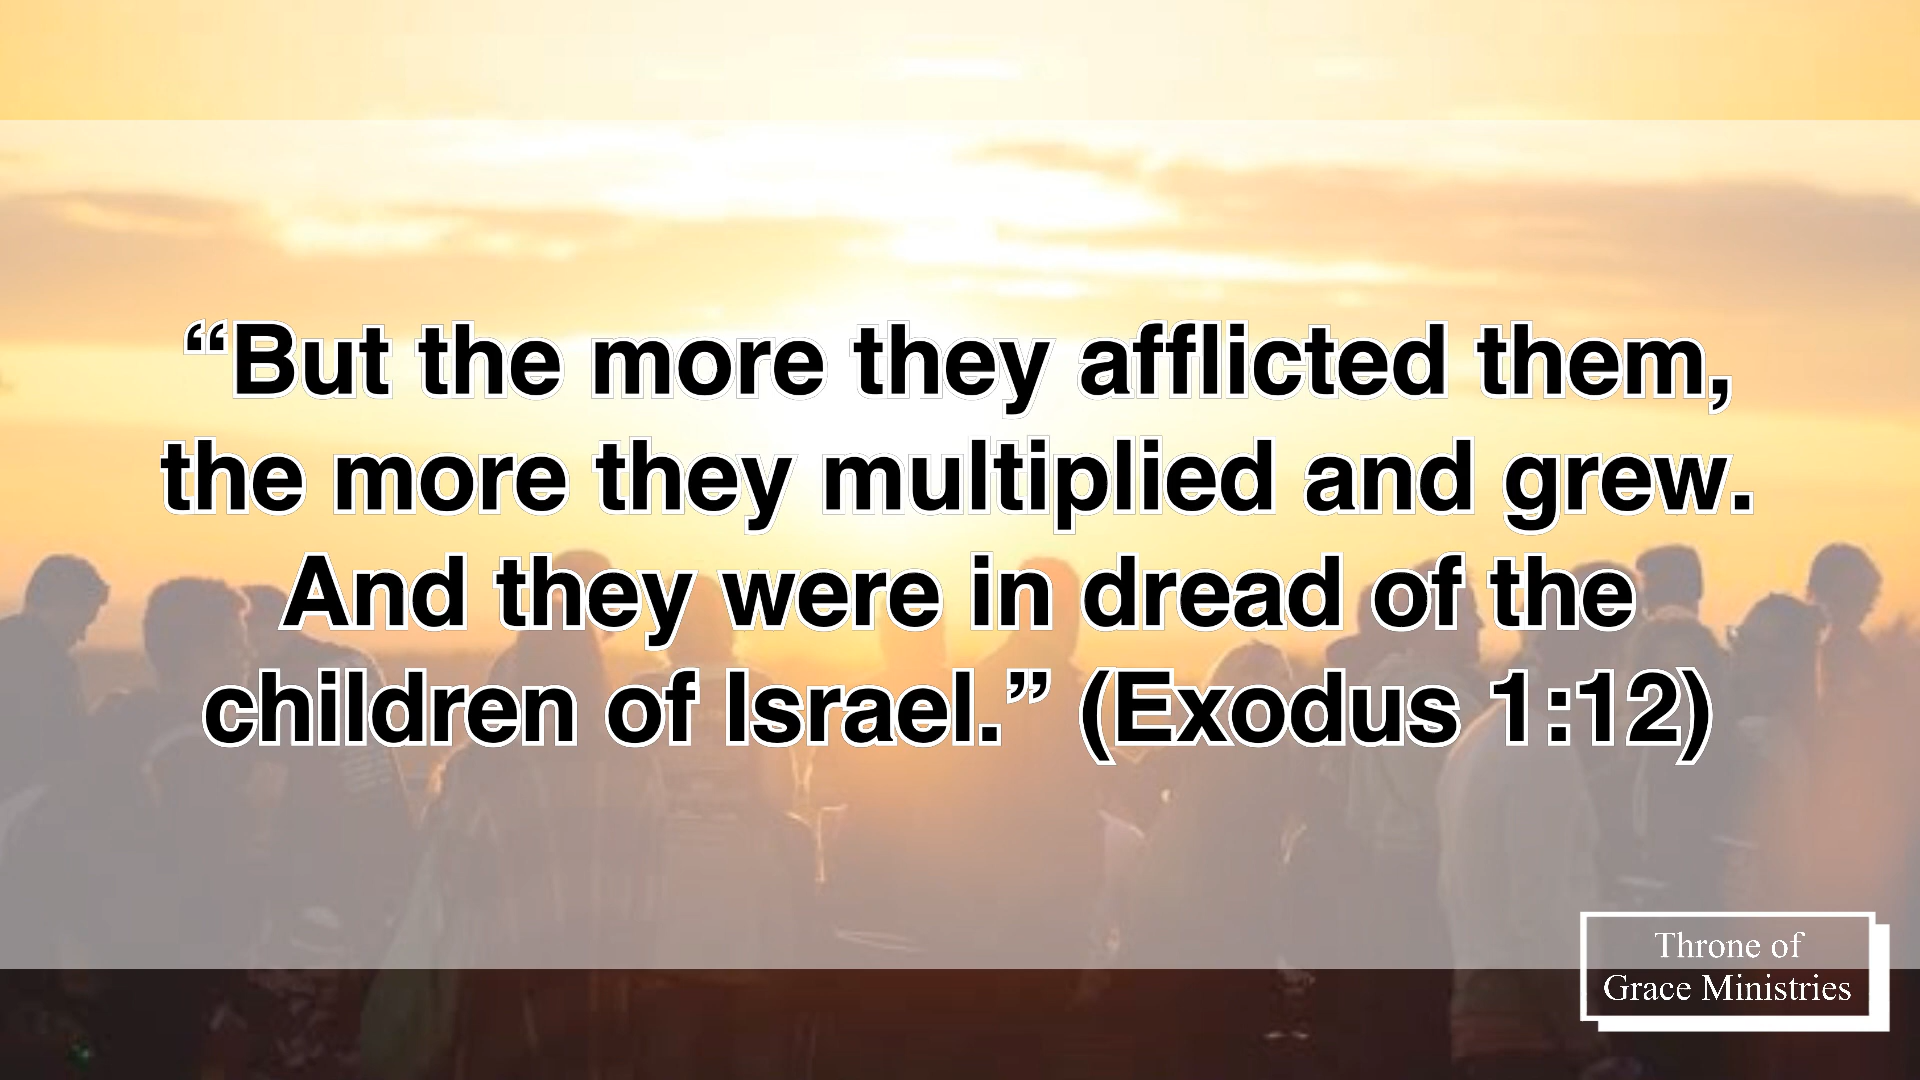 “But the more they afflicted them,
the more they multiplied and grew.
And they were in dread of the
children of Israel.” (Exodus 1:12)
Throne of
Grace Ministries